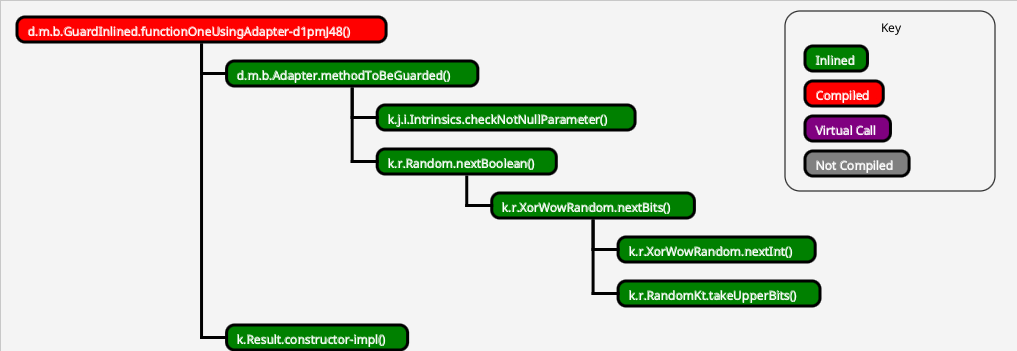 d.m.b.GuardInlined.functionOneUsingAdapter-d1pmJ48()
d.m.b.Adapter.methodToBeGuarded()
k.j.i.Intrinsics.checkNotNullParameter()
k.r.Random.nextBoolean()
k.r.XorWowRandom.nextBits()
k.r.XorWowRandom.nextInt()
k.r.RandomKt.takeUpperBits()
k.Result.constructor-impl()
Key
Inlined
Compiled
Virtual Call
Not Compiled